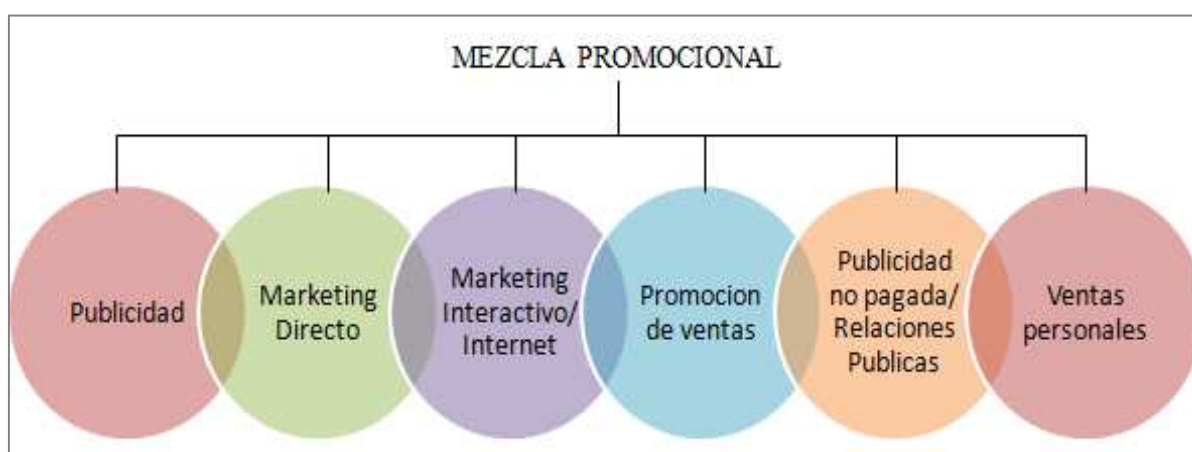 MEZCLA PROMOCIONAL
Publicidad
Marketing
Directo
Marketing
Interactivo/
Internet
Promocion
de ventas
Publicidad
no pagada/
Relaciones
Publicas
Ventas
personales